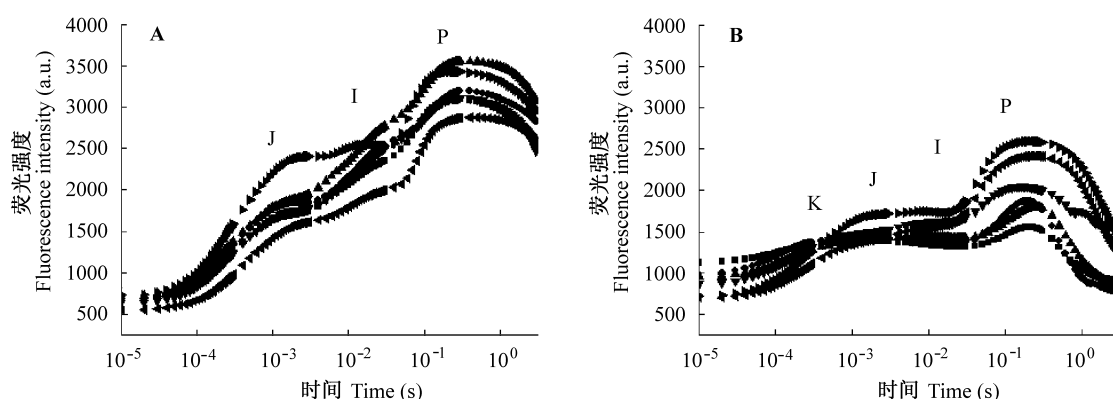 A
荧光强度
Fluorescence intensity (a.u.)
4000
3500
3000
2500
2000
1500
1000
500
J
I
P
10⁻⁵
10⁻⁴
10⁻³
10⁻²
10⁻¹
10⁰
时间 Time (s)
B
荧光强度
Fluorescence intensity (a.u.)
4000
3500
3000
2500
2000
1500
1000
500
K
J
I
P
10⁻⁵
10⁻⁴
10⁻³
10⁻²
10⁻¹
10⁰
时间 Time (s)